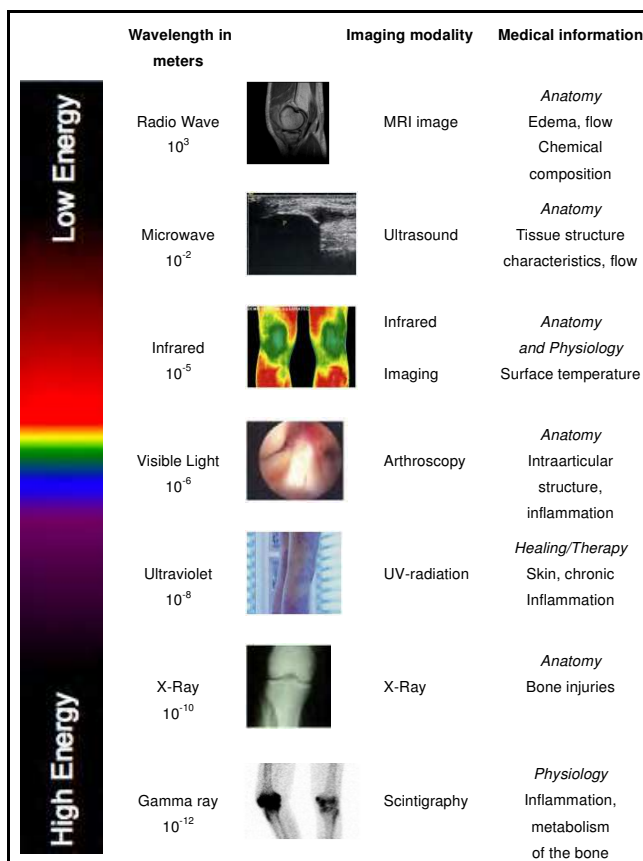 Wavelength in meters
Imaging modality
Medical information
Low Energy
Radio Wave
10³
MRI image
Anatomy
Edema, flow
Chemical
composition
Microwave
10⁻²
Ultrasound
Anatomy
Tissue structure
characteristics, flow
Infrared
10⁻⁵
Infrared
Imaging
Anatomy
and Physiology
Surface temperature
Visible Light
10⁻⁶
Arthroscopy
Anatomy
Intraarticular
structure,
inflammation
Ultraviolet
10⁻⁸
UV-radiation
Healing/Therapy
Skin, chronic
Inflammation
X-Ray
10⁻¹⁰
X-Ray
Anatomy
Bone injuries
High Energy
Gamma ray
10⁻¹²
Scintigraphy
Physiology
Inflammation,
metabolism
of the bone